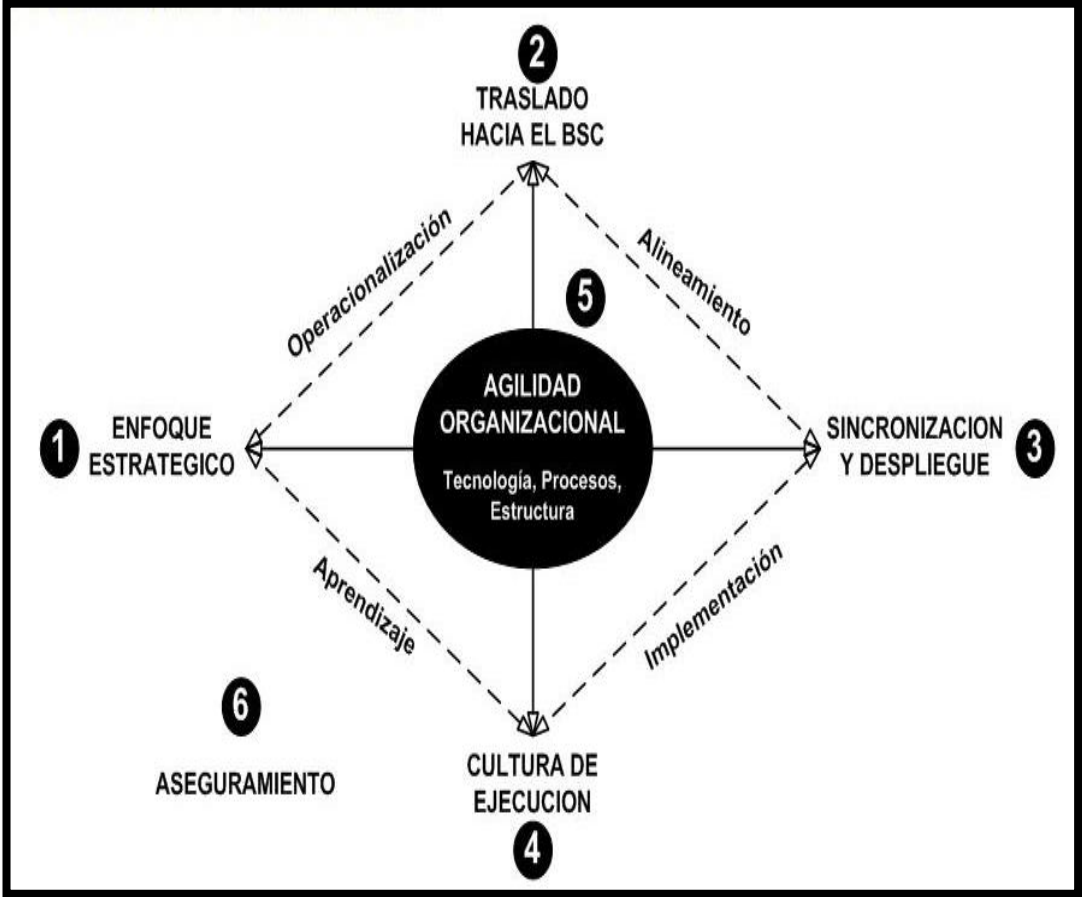 2
TRASLADO
HACIA EL BSC
Operacionalización
Alineamiento
5
AGILIDAD
ORGANIZACIONAL
Tecnología, Procesos,
Estructura
1
ENFOQUE
ESTRATEGICO
SINCRONIZACION
Y DESPLIEGUE
3
Aprendizaje
Implementación
6
ASEGURAMIENTO
CULTURA DE
EJECUCION
4